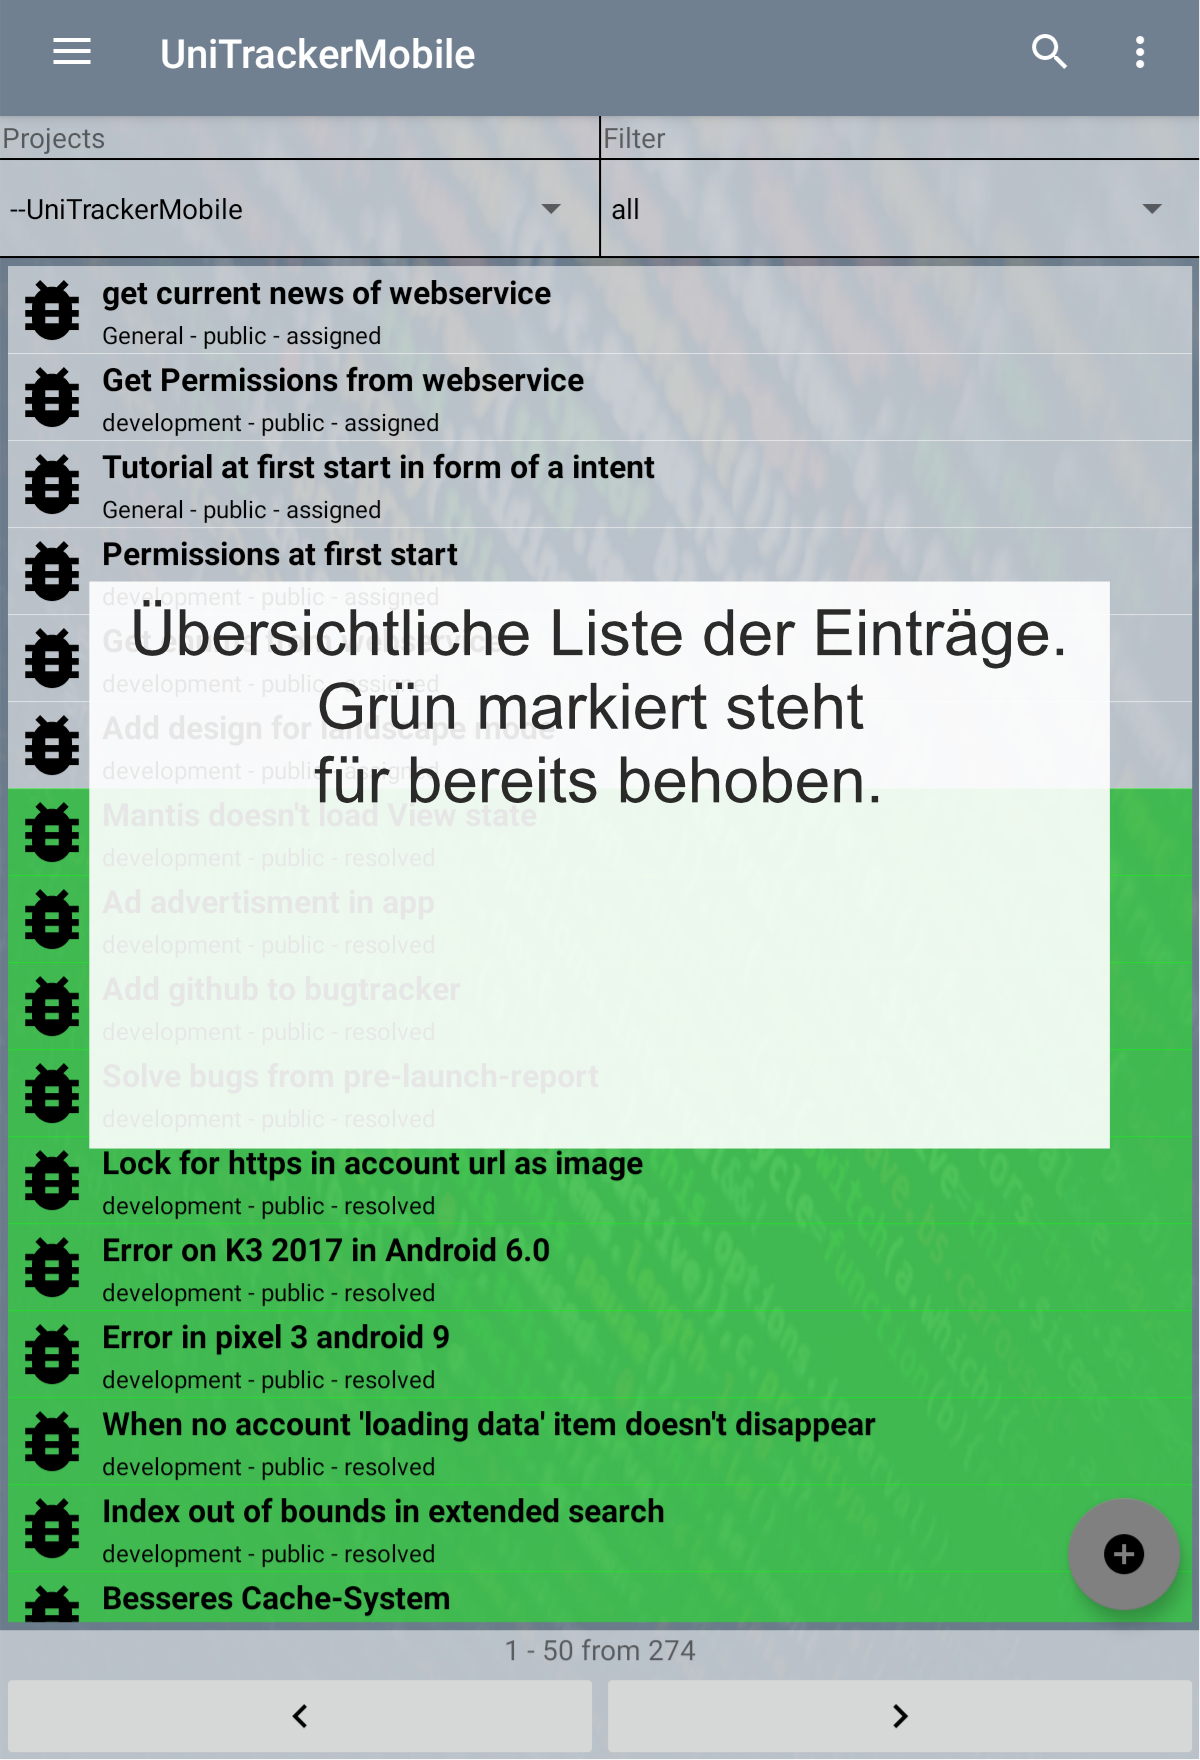 UniTrackerMobile
Projects
Filter
--UniTrackerMobile
all
get current news of webservice
General - public - assigned
Get Permissions from webservice
development - public - assigned
Tutorial at first start in form of a intent
General - public - assigned
Permissions at first start
development - public - assigned
Übersichtliche Liste der Einträge.
Grün markiert steht
für bereits behoben.
Get enums from webservice
development - public - assigned
Add design for landscape mode
development - public - assigned
Mantis doesn't load View state
development - public - resolved
Ad advertisment in app
development - public - resolved
Add github to bugtracker
development - public - resolved
Solve bugs from pre-launch-report
development - public - resolved
Lock for https in account url as image
development - public - resolved
Error on K3 2017 in Android 6.0
development - public - resolved
Error in pixel 3 android 9
development - public - resolved
When no account 'loading data' item doesn't disappear
development - public - resolved
Index out of bounds in extended search
development - public - resolved
Besseres Cache-System
1 - 50 from 274